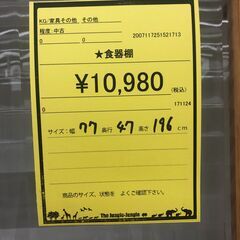 KG/家具その他 その他
程度:中古
0 0 2007117251521713
★食器棚
¥10,980(税込)
171124
サイズ:幅 77 奥行 47 高さ 196 cm
商品のサイズ、状態を よくご確認下さい。
The Jungle-Jungle